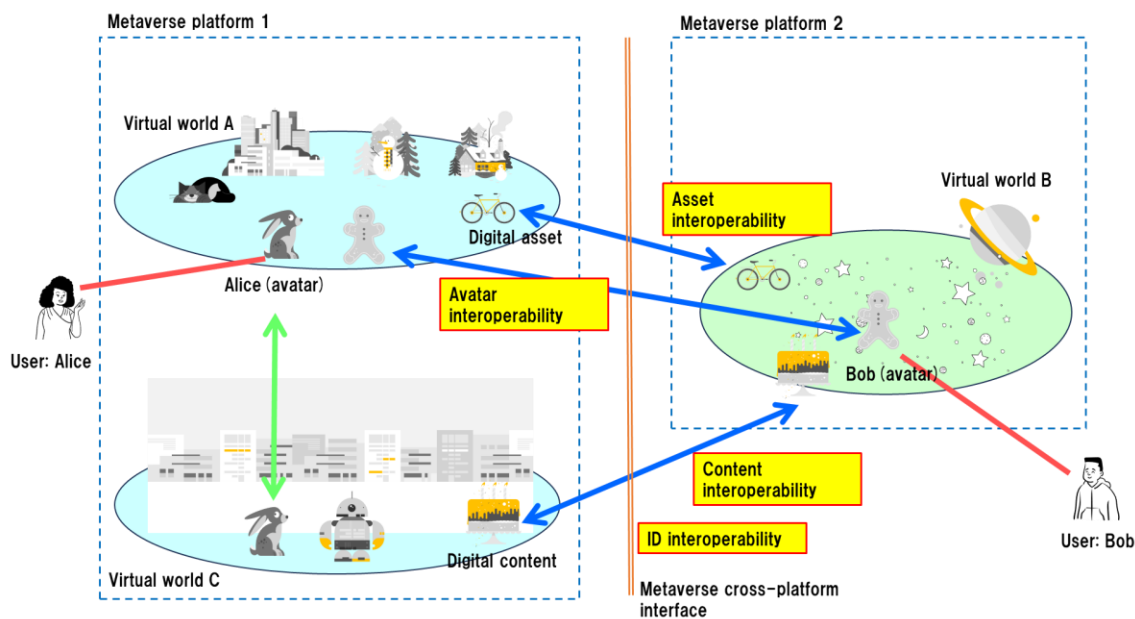 Metaverse platform 1
Metaverse platform 2
Virtual world A
Virtual world B
Asset
interoperability
Digital asset
Alice (avatar)
Avatar
interoperability
User: Alice
Bob (avatar)
Content
interoperability
ID interoperability
User: Bob
Digital content
Virtual world C
Metaverse cross-platform
interface